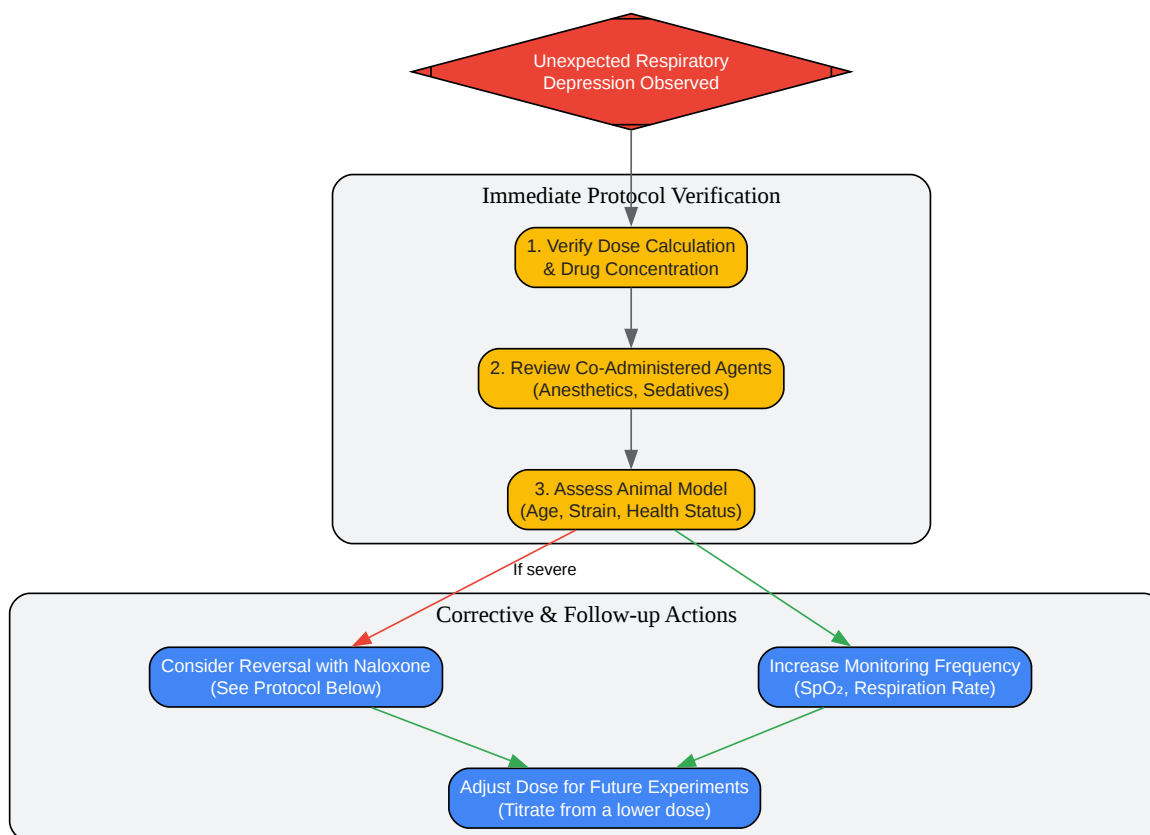 Unexpected Respiratory
Depression Observed
Immediate Protocol Verification
1. Verify Dose Calculation
& Drug Concentration
2. Review Co-Administered Agents
(Anesthetics, Sedatives)
3. Assess Animal Model
(Age, Strain, Health Status)
If severe
Corrective & Follow-up Actions
Consider Reversal with Naloxone
(See Protocol Below)
Increase Monitoring Frequency
(SpO₂, Respiration Rate)
Adjust Dose for Future Experiments
(Titrate from a lower dose)